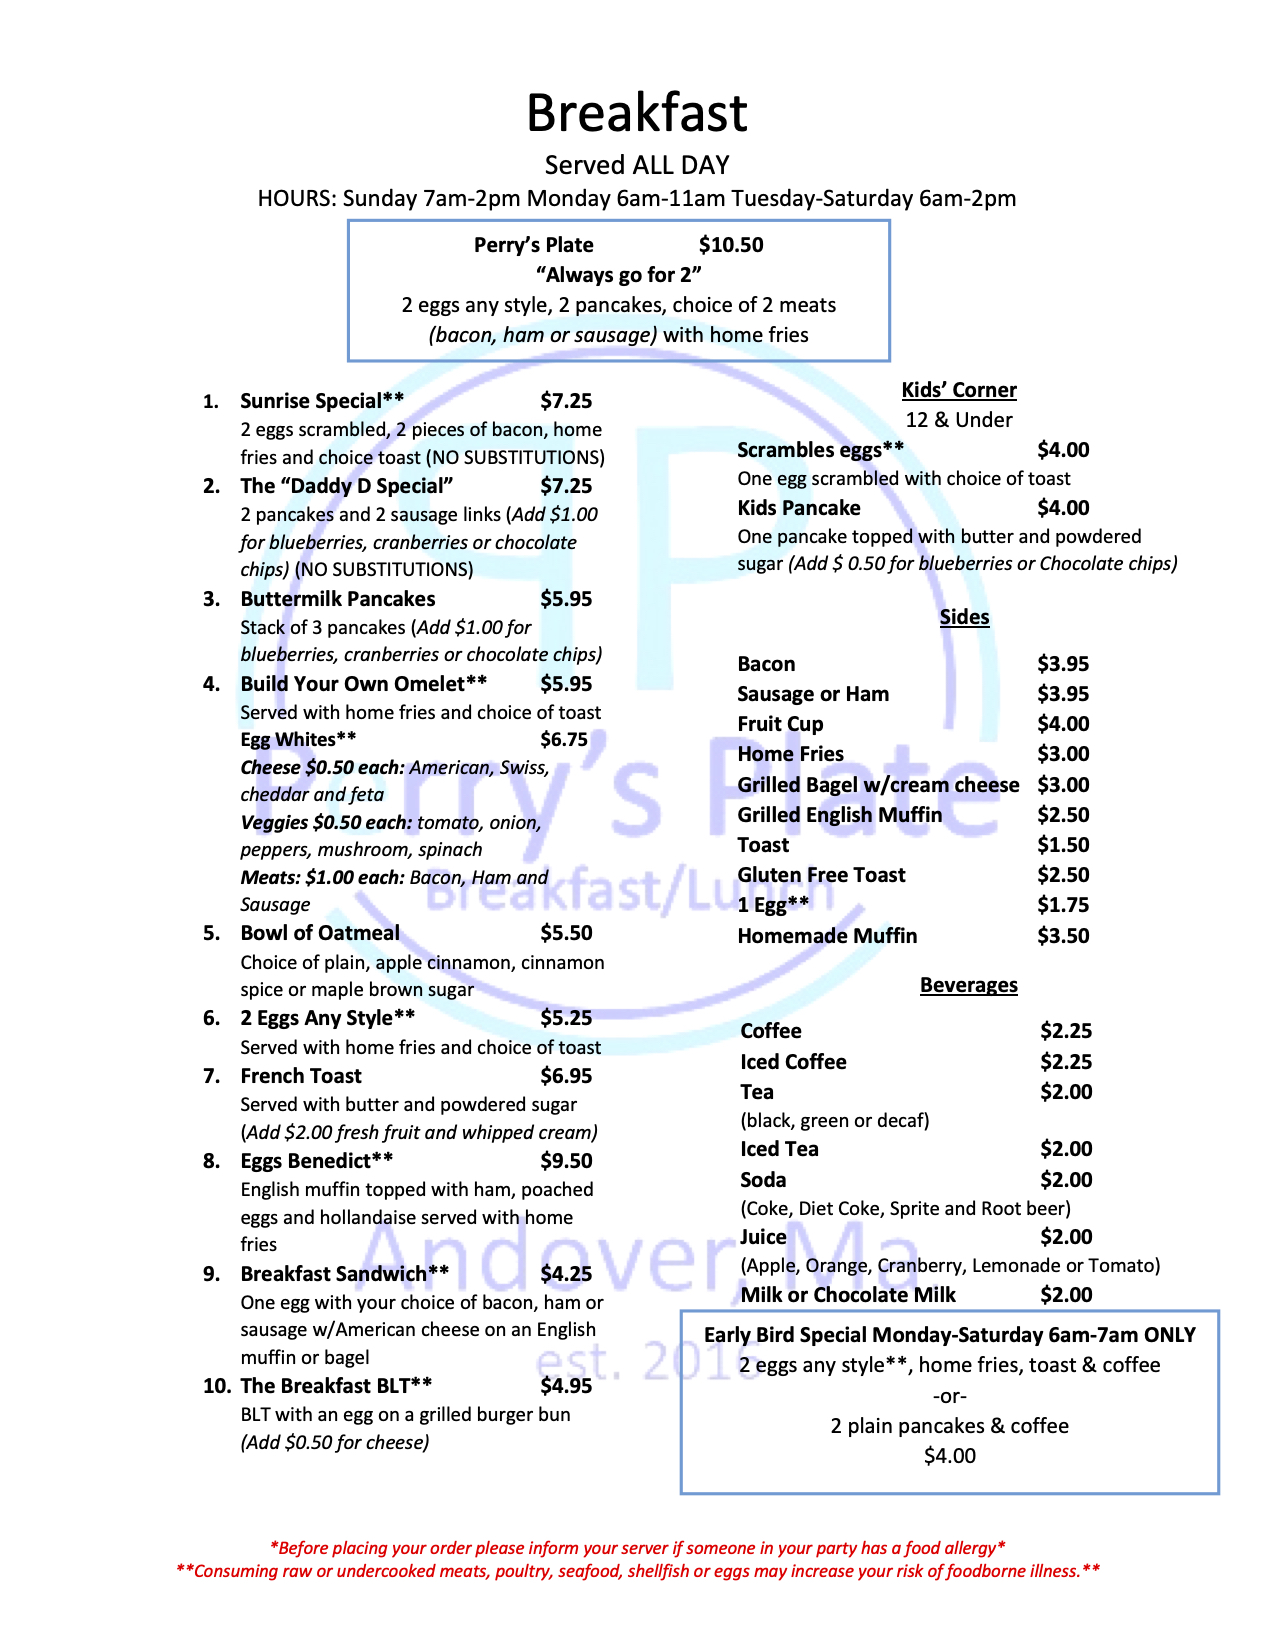 Breakfast
Served ALL DAY
HOURS: Sunday 7am-2pm Monday 6am-11am Tuesday-Saturday 6am-2pm
Perry’s Plate $10.50
“Always go for 2”
2 eggs any style, 2 pancakes, choice of 2 meats
(bacon, ham or sausage) with home fries
1. Sunrise Special** $7.25
2 eggs scrambled, 2 pieces of bacon, home
fries and choice toast (NO SUBSTITUTIONS)
2. The “Daddy D Special” $7.25
2 pancakes and 2 sausage links (Add $1.00
for blueberries, cranberries or chocolate
chips) (NO SUBSTITUTIONS)
3. Buttermilk Pancakes $5.95
Stack of 3 pancakes (Add $1.00 for
blueberries, cranberries or chocolate chips)
4. Build Your Own Omelet** $5.95
Served with home fries and choice of toast
Egg Whites** $6.75
Cheese $0.50 each: American, Swiss,
cheddar and feta
Veggies $0.50 each: tomato, onion,
peppers, mushroom, spinach
Meats: $1.00 each: Bacon, Ham and
Sausage
5. Bowl of Oatmeal $5.50
Choice of plain, apple cinnamon, cinnamon
spice or maple brown sugar
6. 2 Eggs Any Style** $5.25
Served with home fries and choice of toast
7. French Toast $6.95
Served with butter and powdered sugar
(Add $2.00 fresh fruit and whipped cream)
8. Eggs Benedict** $9.50
English muffin topped with ham, poached
eggs and hollandaise served with home
fries
9. Breakfast Sandwich** $4.25
One egg with your choice of bacon, ham or
sausage w/American cheese on an English
muffin or bagel
10. The Breakfast BLT** $4.95
BLT with an egg on a grilled burger bun
(Add $0.50 for cheese)
Kids’ Corner
12 & Under
Scrambles eggs** $4.00
One egg scrambled with choice of toast
Kids Pancake $4.00
One pancake topped with butter and powdered
sugar (Add $ 0.50 for blueberries or Chocolate chips)
Sides
Bacon $3.95
Sausage or Ham $3.95
Fruit Cup $4.00
Home Fries $3.00
Grilled Bagel w/cream cheese $3.00
Grilled English Muffin $2.50
Toast $1.50
Gluten Free Toast $2.50
1 Egg** $1.75
Homemade Muffin $3.50
Beverages
Coffee $2.25
Iced Coffee $2.25
Tea $2.00
(black, green or decaf)
Iced Tea $2.00
Soda $2.00
(Coke, Diet Coke, Sprite and Root beer)
Juice $2.00
(Apple, Orange, Cranberry, Lemonade or Tomato)
Milk or Chocolate Milk $2.00
Early Bird Special Monday-Saturday 6am-7am ONLY
2 eggs any style**, home fries, toast & coffee
-or-
2 plain pancakes & coffee
$4.00
*Before placing your order please inform your server if someone in your party has a food allergy*
**Consuming raw or undercooked meats, poultry, seafood, shellfish or eggs may increase your risk of foodborne illness.**
PP
Perry’s Plate
Breakfast/Lunch
Andover, Ma.
est. 2016